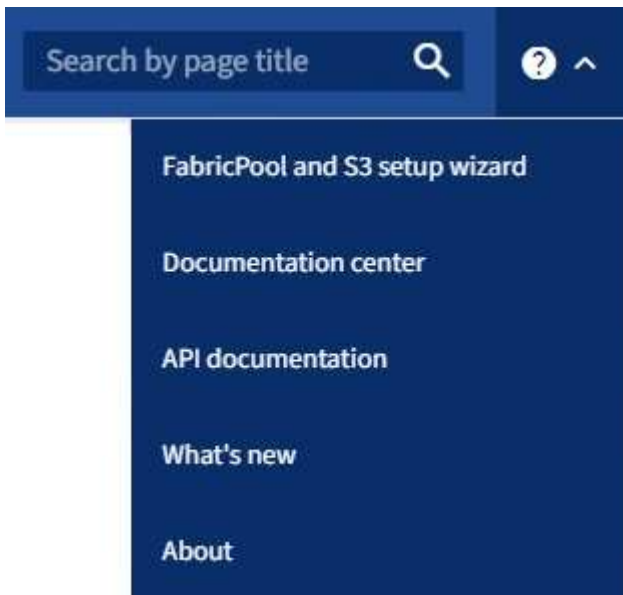 Search by page title
FabricPool and S3 setup wizard
Documentation center
API documentation
What's new
About